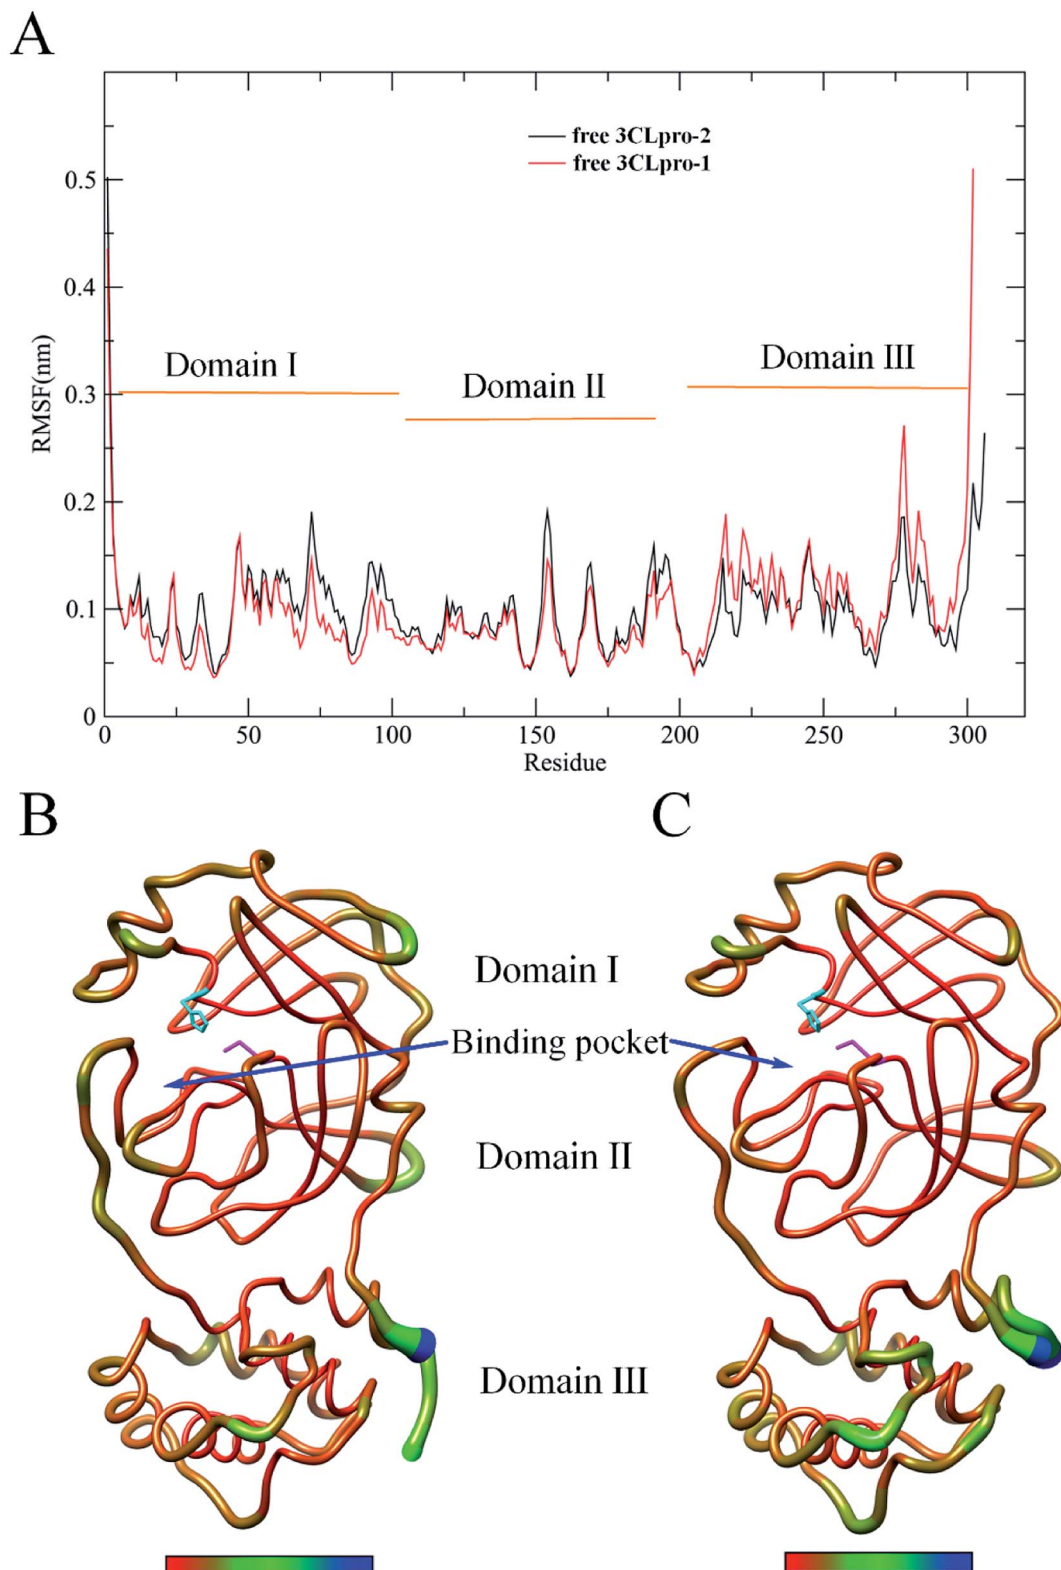 A
free 3CLpro-2
free 3CLpro-1
0.5
0.4
Domain I
Domain II
Domain III
0.3
RMSF(nm)
0.2
0.1
0
0 50 100 150 200 250 300
Residue
B
C
Domain I
Binding pocket
Domain II
Domain III